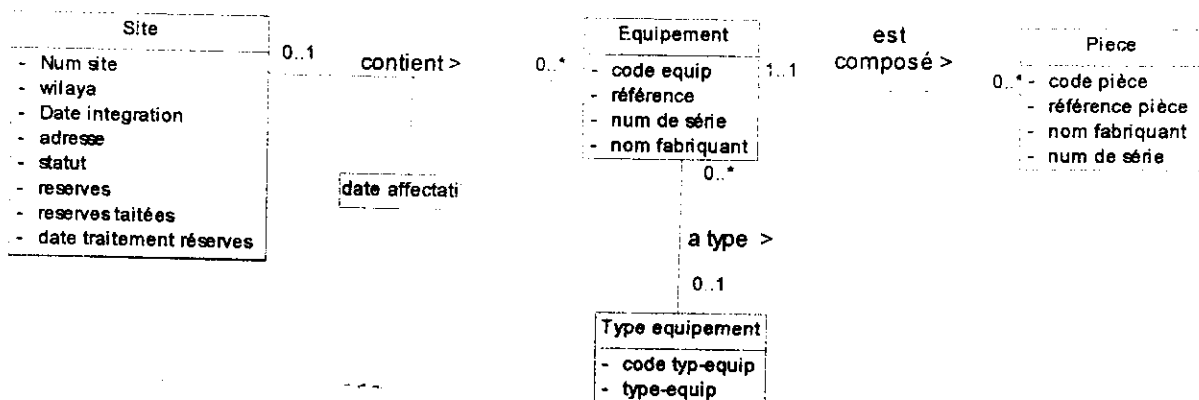 Site
- Num site
- wilaya
- Date integration
- adresse
- statut
- reserves
- reserves taitées
- date traitement réserves
0..1
contient >
0..*
date affectati
Equipement
- code equip
- référence
- num de série
- nom fabriquant
1..1
est
composé >
0..*
Piece
- code pièce
- référence pièce
- nom fabriquant
- num de série
0..*
a type >
0..1
Type equipement
- code typ-equip
- type-equip